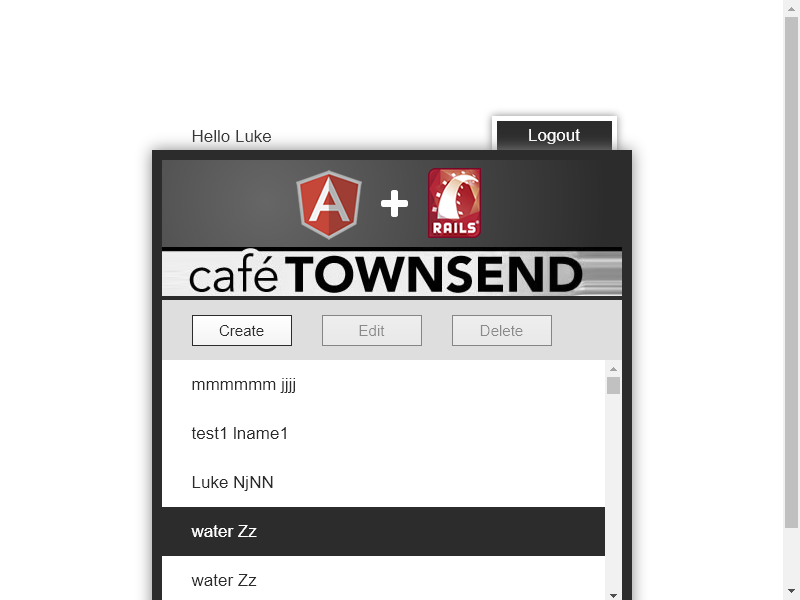 Hello Luke
Logout
A
RAILS
café TOWNSEND
Create
Edit
Delete
mmmmmm jjjj
test1 lname1
Luke NjNN
water Zz
water Zz